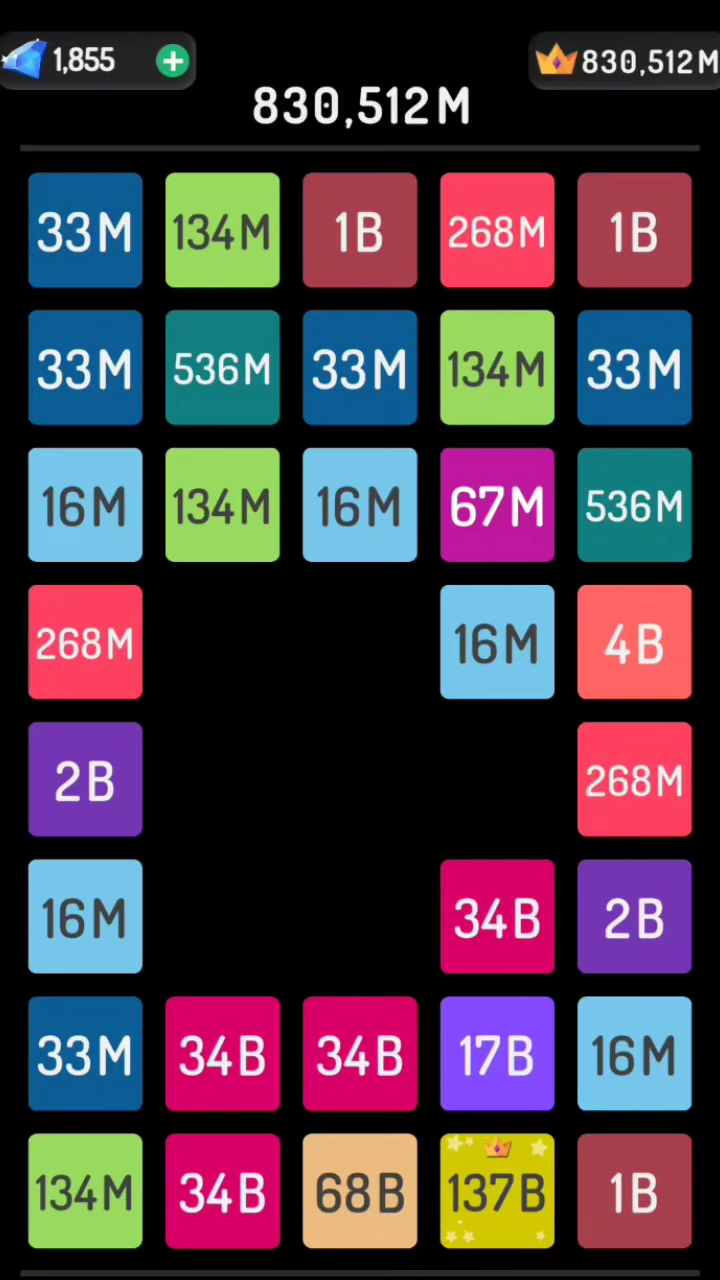 1,855
830,512M
830,512M
33M 134M 1B 268M 1B
33M 536M 33M 134M 33M
16M 134M 16M 67M 536M
268M 16M 4B
2B 268M
16M 34B 2B
33M 34B 34B 17B 16M
134M 34B 68B 137B 1B